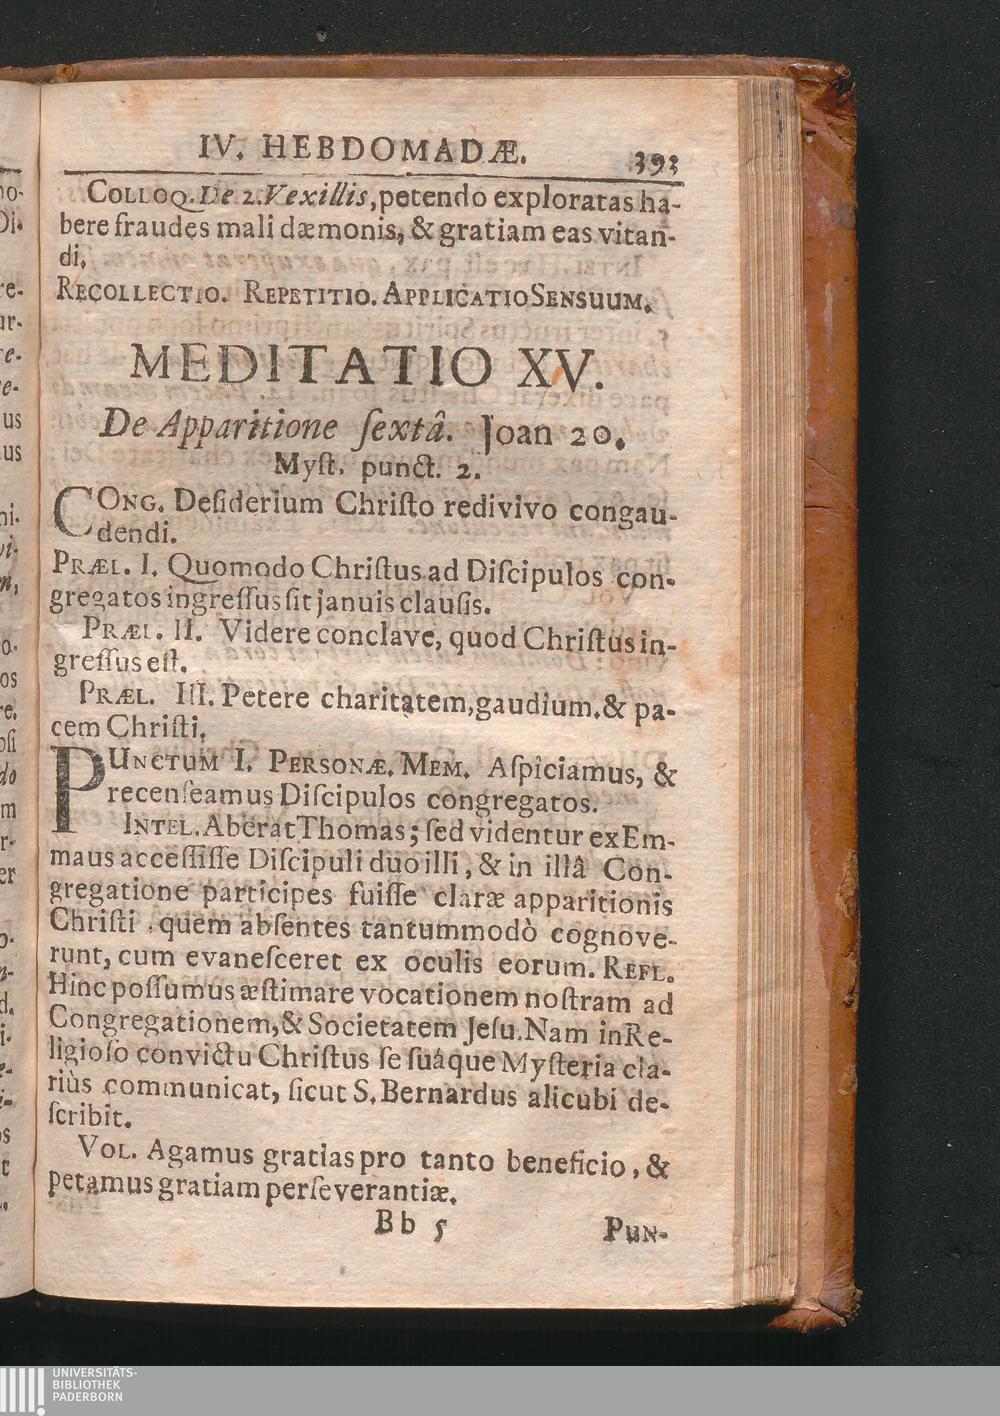 IV. HEBDOMADÆ. 393
COLLOQ. De 2. Vexillis, petendo exploratas ha-
bere fraudes mali dæmonis, & gratiam eas vitan-
di.
RECOLLECTIO. REPETITIO. APPLICATIO SENSUUM.
MEDITATIO XV.
De Apparitione ſextâ. Joan 20.
Myſt. punct. 2.
CONG. Deſiderium Chriſto redivivo congau-
dendi.
PRÆL. I. Quomodo Chriſtus ad Diſcipulos con-
gregatos ingreſſus ſit januis clauſis.
PRÆL. II. Videre conclave, quod Chriſtus in-
greſſus eſt.
PRÆL. III. Petere charitatem, gaudium, & pa-
cem Chriſti.
PUNCTUM I. PERSONÆ. MEM. Aſpiciamus, &
recenſeamus Diſcipulos congregatos.
INTEL. Aberat Thomas; ſed videntur ex Em-
maus acceſſiſſe Diſcipuli duo illi, & in illâ Con-
gregatione participes fuiſſe claræ apparitionis
Chriſti, quem abſentes tantummodò cognove-
runt, cum evaneſceret ex oculis eorum. REFL.
Hinc poſſumus æſtimare vocationem noſtram ad
Congregationem, & Societatem Jeſu. Nam in Re-
ligioſo convictu Chriſtus ſe ſuáque Myſteria cla-
riùs communicat, ſicut S. Bernardus alicubi de-
ſcribit.
VOL. Agamus gratias pro tanto beneficio, &
petamus gratiam perſeverantiæ.
Bb 5 PUN-
UNIVERSITÄTS-
BIBLIOTHEK
PADERBORN